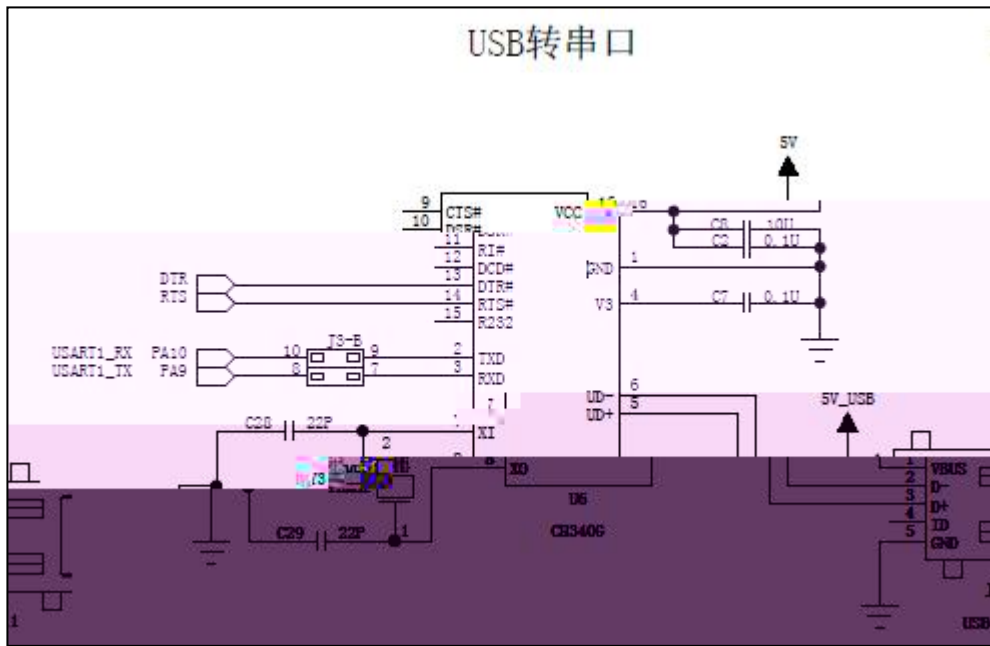 USB转串口
5V
9 CTS# VCC
10
C8 10U
11 C2 0.1U
12 RI#
13 DCD# GND 1
DTR DTR#
RTS 14 RTS# V3 4 C7 0.1U
15 R232
J3-B
USART1_RX PA10 10 9 2 TXD
USART1_TX PA9 8 7 3 RXD
UD- 6
7 UD+ 5 5V_USB
C28 22P XI
2
8 XO 1 VBUS
U6 2 D-
3 D+
C29 22P 1 CH340G 4 ID
5 GND
1
USB